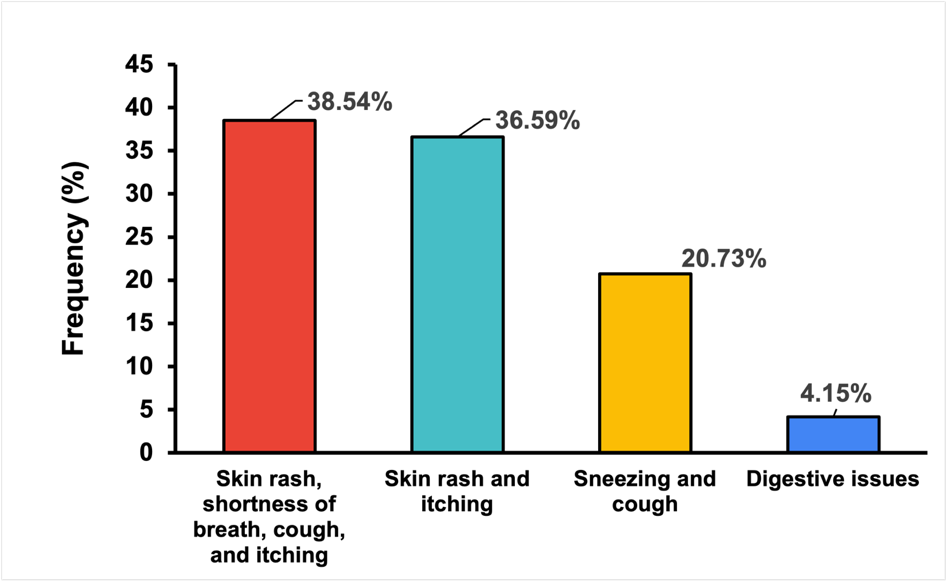 45
40
35
30
25
20
15
10
5
0
Frequency (%)
38.54%
36.59%
20.73%
4.15%
Skin rash,
shortness of
breath, cough,
and itching
Skin rash and
itching
Sneezing and
cough
Digestive issues